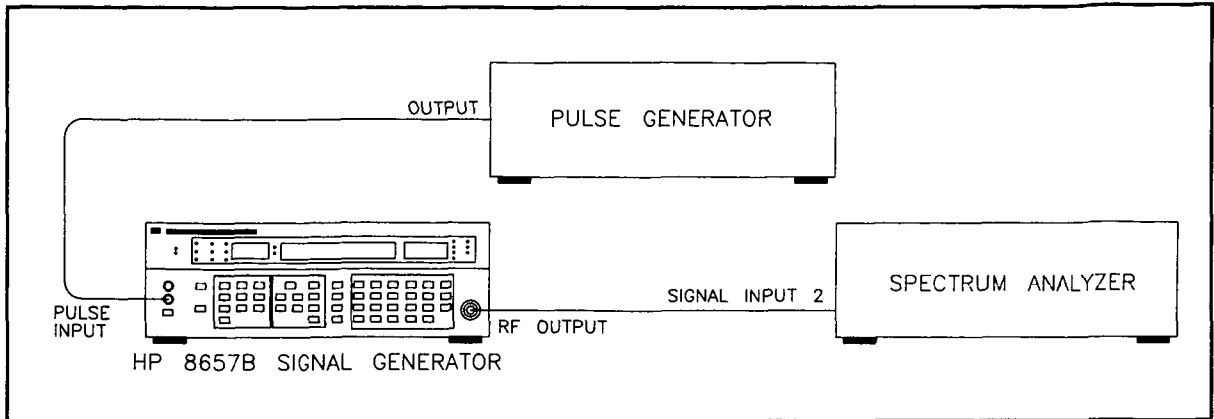 OUTPUT
PULSE GENERATOR
SPECTRUM ANALYZER
SIGNAL INPUT 2
PULSE
INPUT
RF OUTPUT
HP 8657B SIGNAL GENERATOR